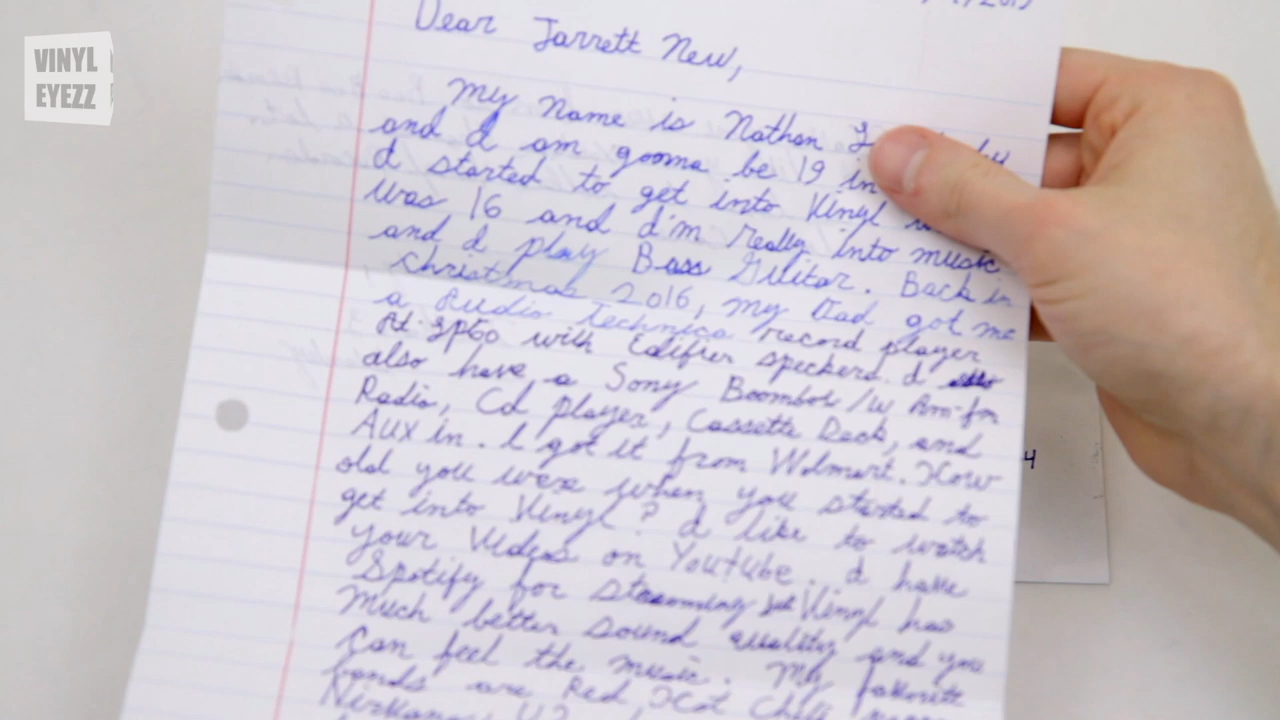 VINYL
EYEZZ
Dear Jarrett New,
My Name is Nathan
and I am gonna be 19 in
I started to get into Vinyl
was 16 and I'm really into music
and I play Bass Guitar. Back in
Christmas 2016, my Dad got me
a Audio technica record player
At-lp60 with Edifier speckers. I
also have a Sony Boombox /w Am-fm
Radio, Cd player, Cassette Deck, and
Aux in. I got it from Walmart. How
old you were when you started to
get into Vinyl? I like to watch
your Videos on YouTube. I have
Spotify for streaming but Vinyl has
much better sound quality and you
can feel the music. My favorite
bands are Red Hot Chili
Nirvana, U2
4